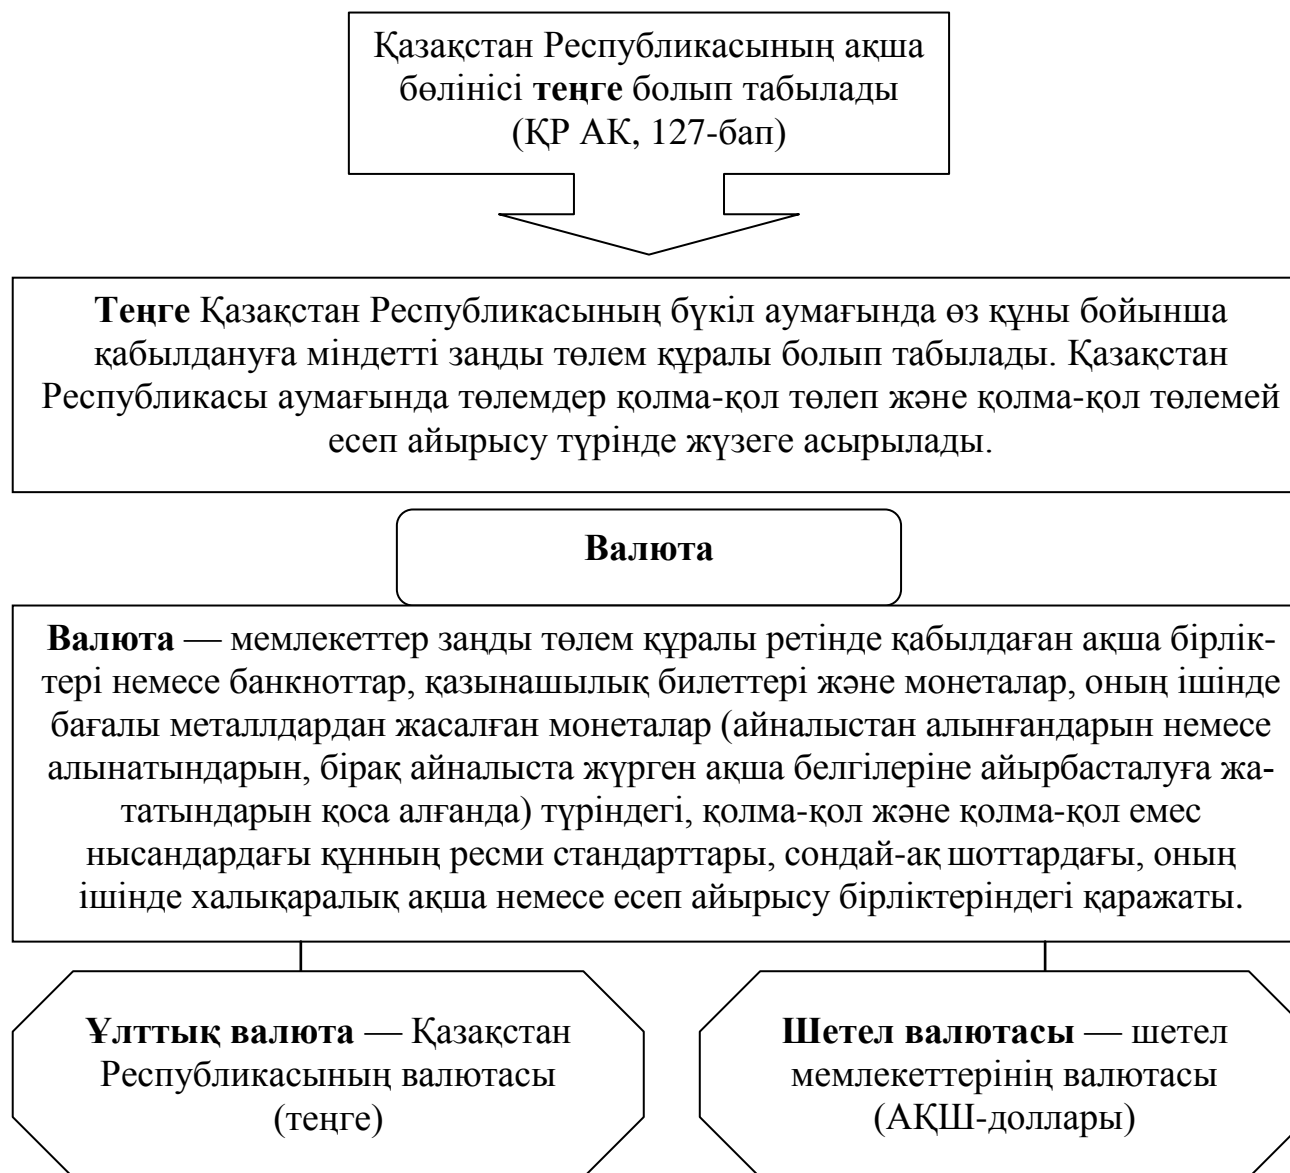 Қазақстан Республикасының ақша
бөлінісі теңге болып табылады
(ҚР АК, 127-бап)
Теңге Қазақстан Республикасының бүкіл аумағында өз құны бойынша
қабылдануға міндетті заңды төлем құралы болып табылады. Қазақстан
Республикасы аумағында төлемдер қолма-қол төлеп және қолма-қол төлемей
есеп айырысу түрінде жүзеге асырылады.
Валюта
Валюта — мемлекеттер заңды төлем құралы ретінде қабылдаған ақша бірлік-
тері немесе банкноттар, қазынашылық билеттері және монеталар, оның ішінде
бағалы металлдардан жасалған монеталар (айналыстан алынғандарын немесе
алынатындарын, бірақ айналыста жүрген ақша белгілеріне айырбасталуға жа-
татындарын қоса алғанда) түріндегі, қолма-қол және қолма-қол емес
нысандардағы құнның ресми стандарттары, сондай-ақ шоттардағы, оның
ішінде халықаралық ақша немесе есеп айырысу бірліктеріндегі қаражаты.
Ұлттық валюта — Қазақстан
Республикасының валютасы
(теңге)
Шетел валютасы — шетел
мемлекеттерінің валютасы
(АҚШ-доллары)